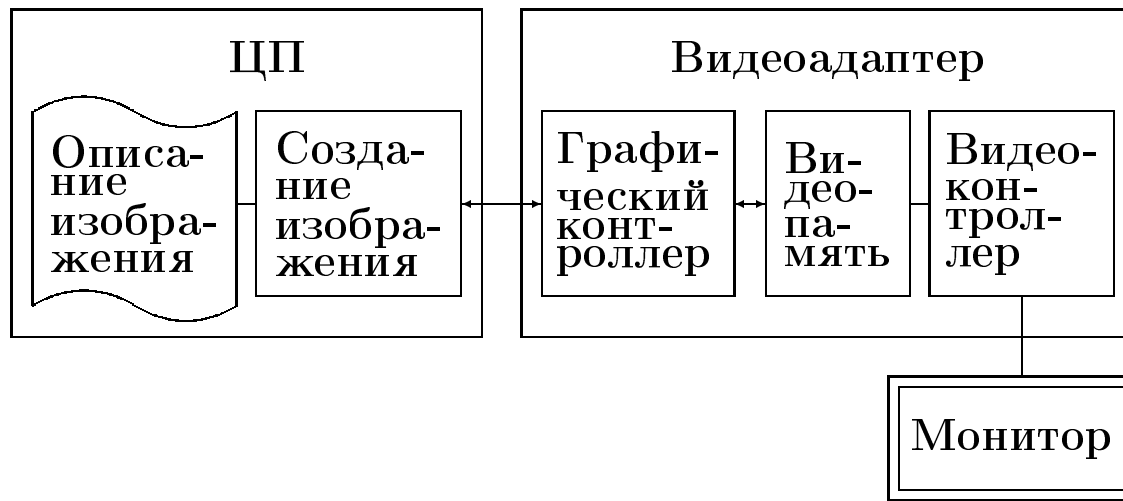 ЦП
Описа-
ние
изобра-
жения
Созда-
ние
изобра-
жения
Видеоадаптер
Графи-
ческий
конт-
роллер
Ви-
део-
па-
мять
Видео-
кон-
трол-
лер
Монитор